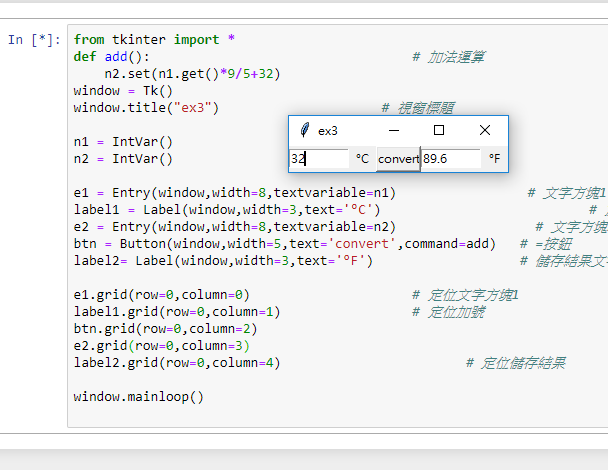 In [*]: from tkinter import *
def add():                                  # 加法運算
    n2.set(n1.get()*9/5+32)
window = Tk()
window.title("ex3")                     # 視窗標題
ex3
n1 = IntVar()
n2 = IntVar()
32 °C convert 89.6 °F
e1 = Entry(window,width=8,textvariable=n1)                 # 文字方塊1
label1 = Label(window,width=3,text='°C')                           #
e2 = Entry(window,width=8,textvariable=n2)                  # 文字方塊
btn = Button(window,width=5,text='convert',command=add)   # =按鈕
label2= Label(window,width=3,text='°F')                   # 儲存結果文
e1.grid(row=0,column=0)                     # 定位文字方塊1
label1.grid(row=0,column=1)                 # 定位加號
btn.grid(row=0,column=2)
e2.grid(row=0,column=3)
label2.grid(row=0,column=4)                        # 定位儲存結果
window.mainloop()